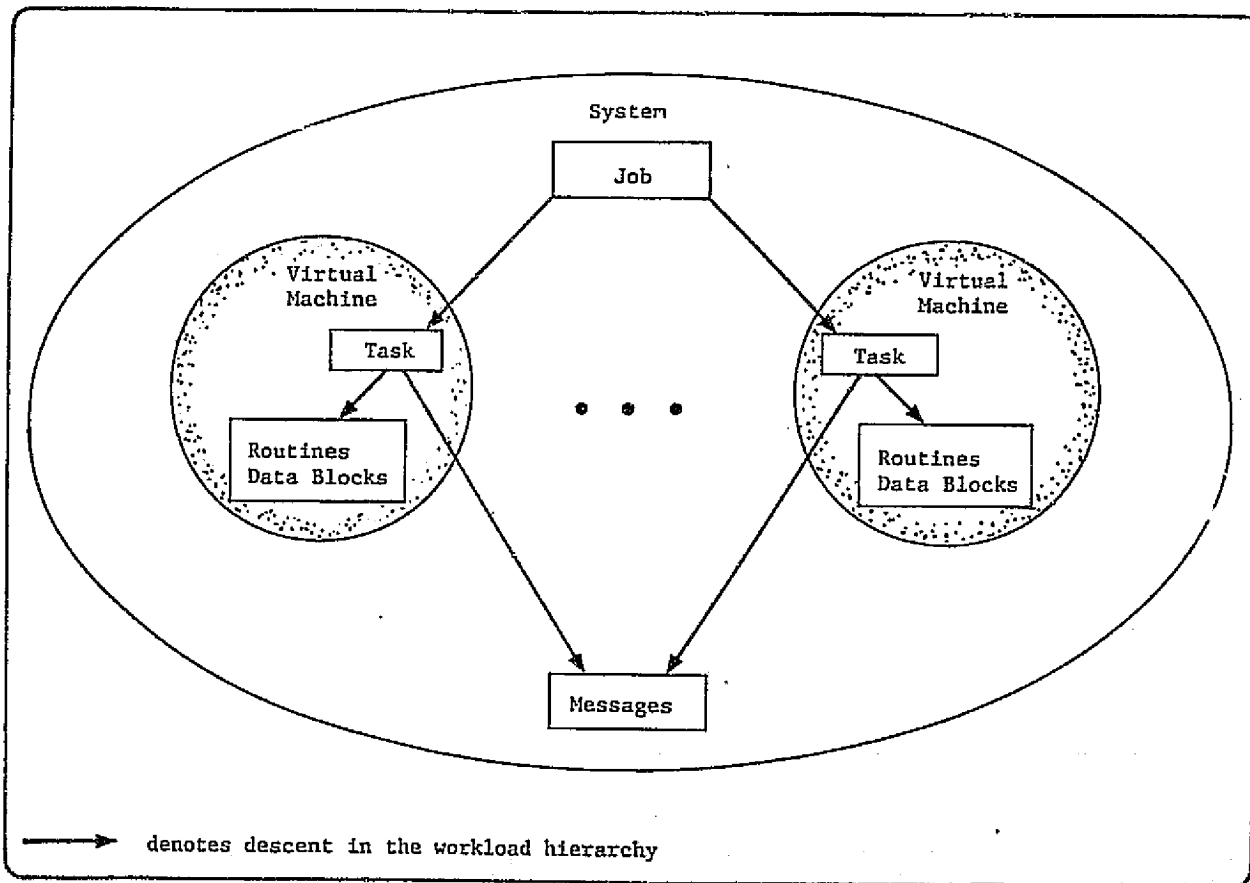 System
Job
Virtual
Machine
Virtual
Machine
Task
Task
Routines
Data Blocks
Routines
Data Blocks
Messages
denotes descent in the workload hierarchy